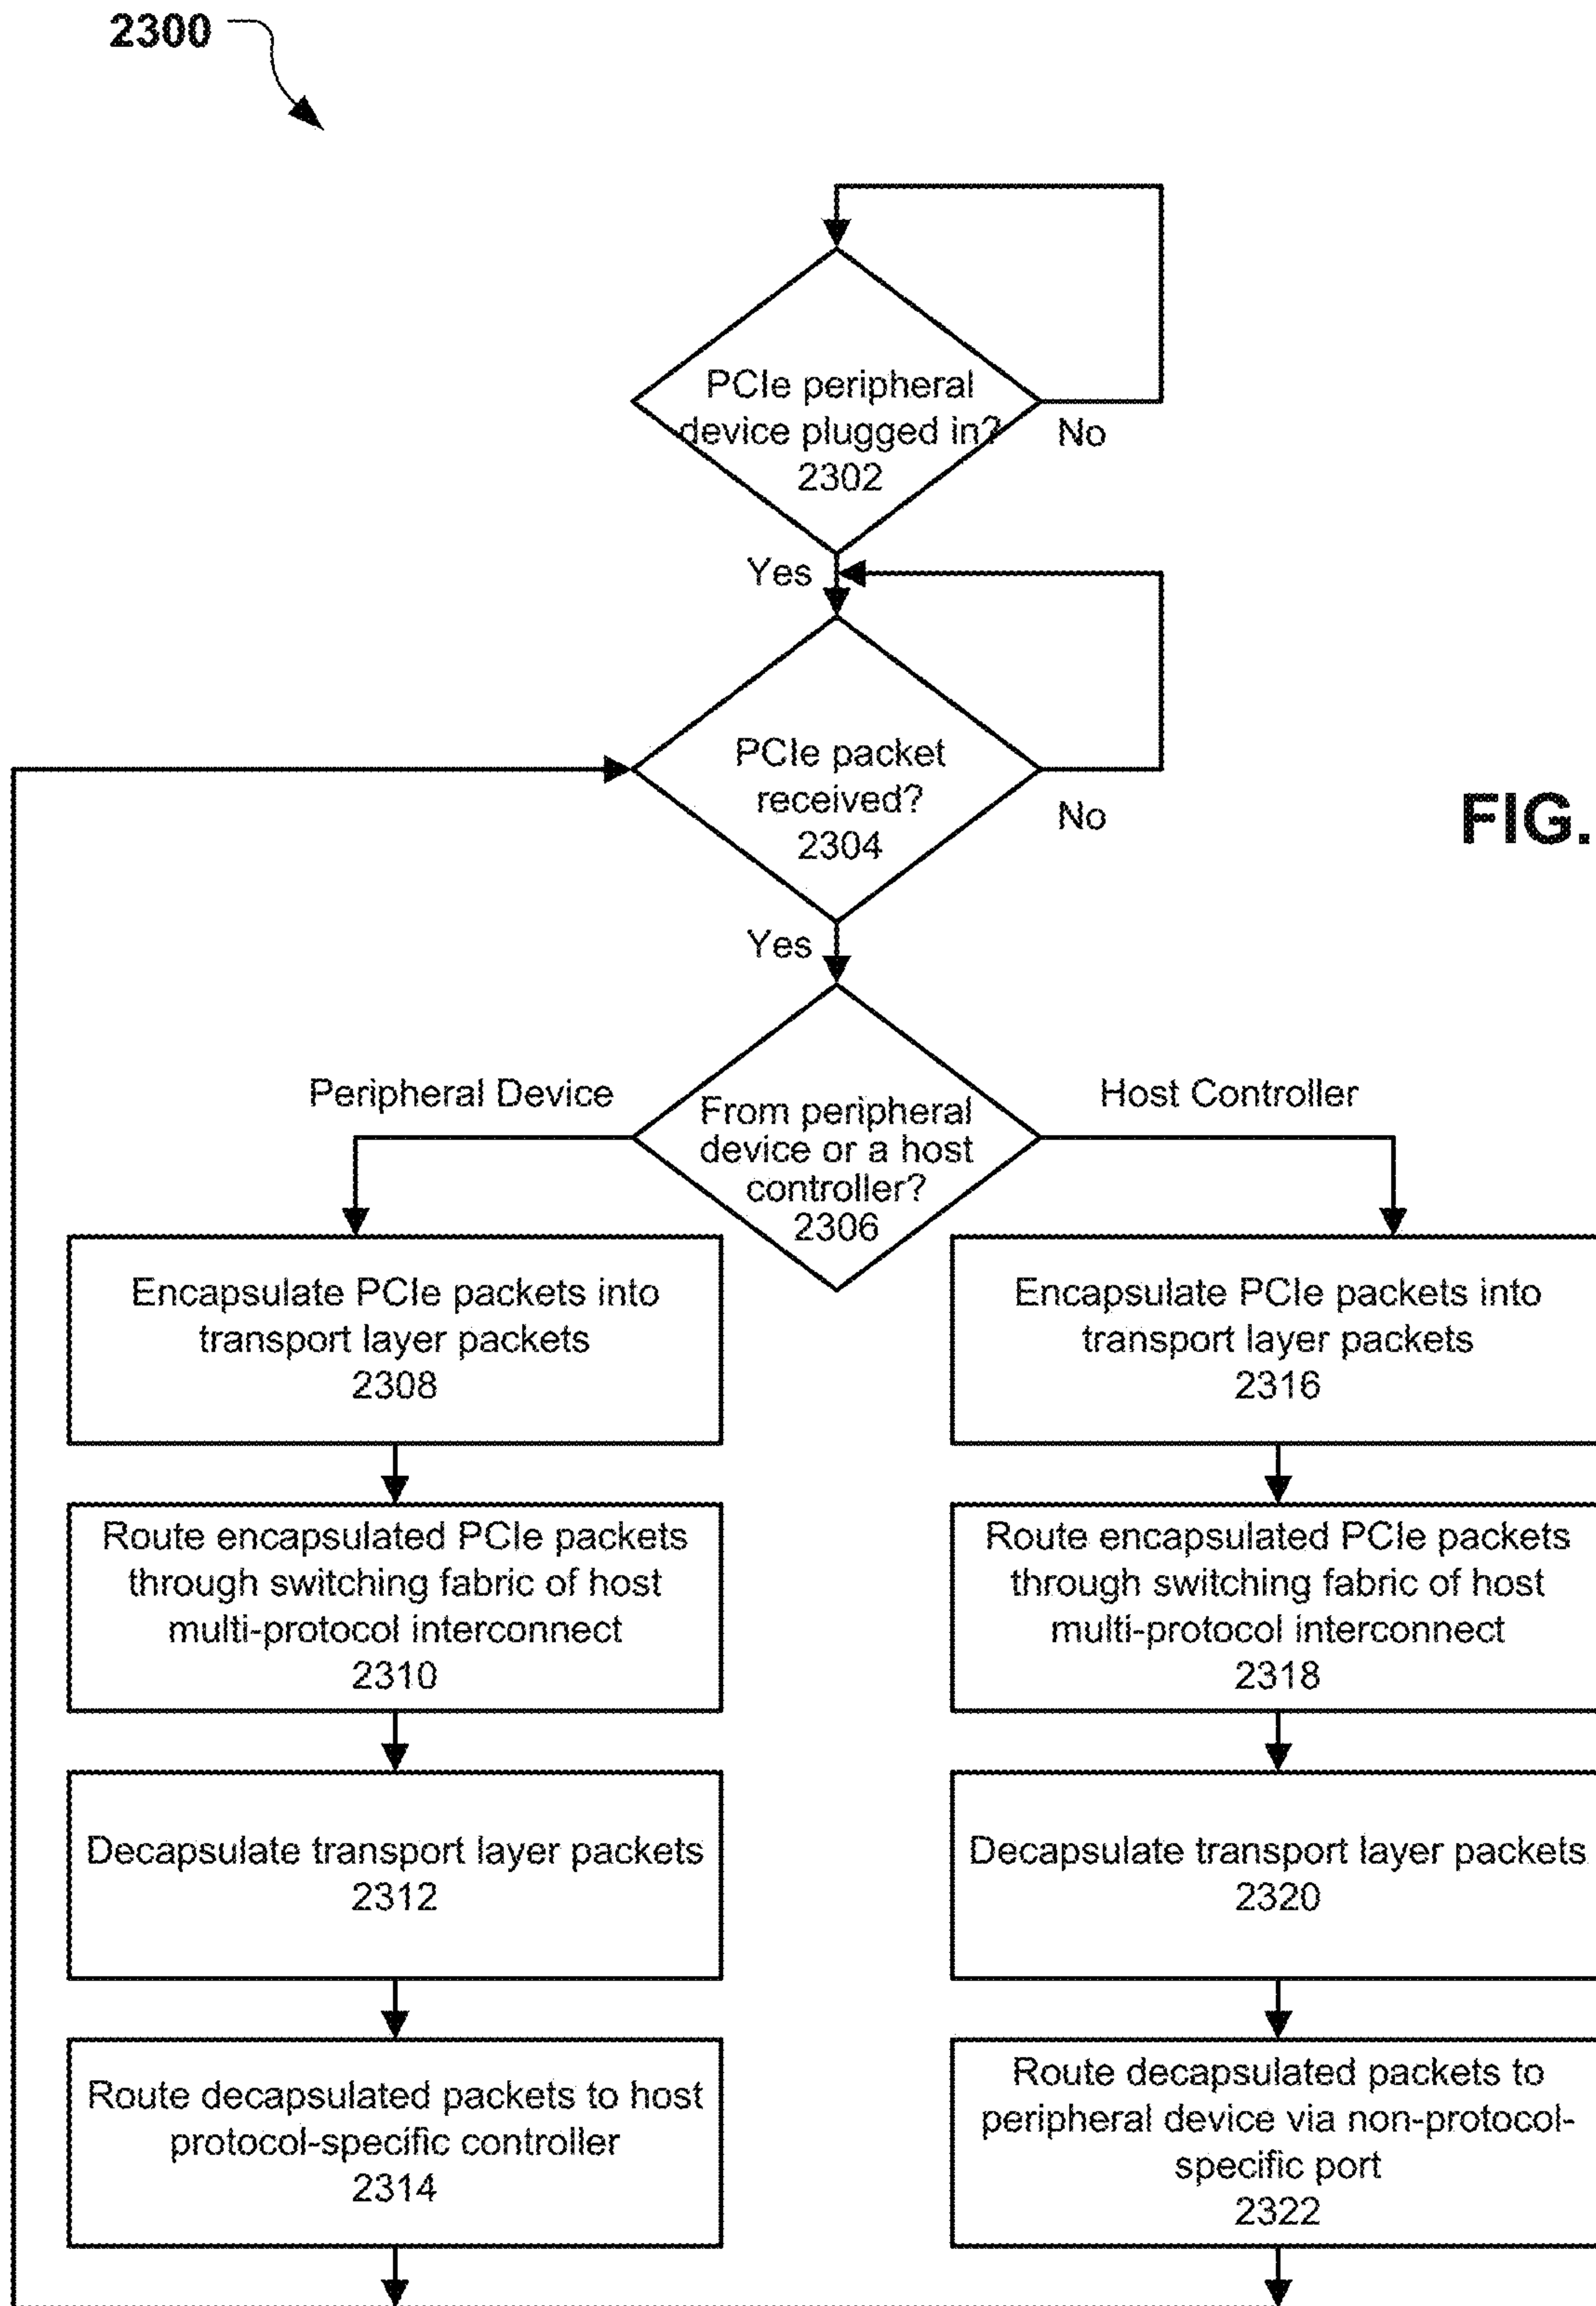 2300
PCIe peripheral
device plugged in?
2302
No
Yes
PCIe packet
received?
2304
No
FIG.
Yes
Peripheral Device
From peripheral
device or a host
controller?
2306
Host Controller
Encapsulate PCIe packets into
transport layer packets
2308
Route encapsulated PCIe packets
through switching fabric of host
multi-protocol interconnect
2310
Decapsulate transport layer packets
2312
Route decapsulated packets to host
protocol-specific controller
2314
Encapsulate PCIe packets into
transport layer packets
2316
Route encapsulated PCIe packets
through switching fabric of host
multi-protocol interconnect
2318
Decapsulate transport layer packets
2320
Route decapsulated packets to
peripheral device via non-protocol-
specific port
2322